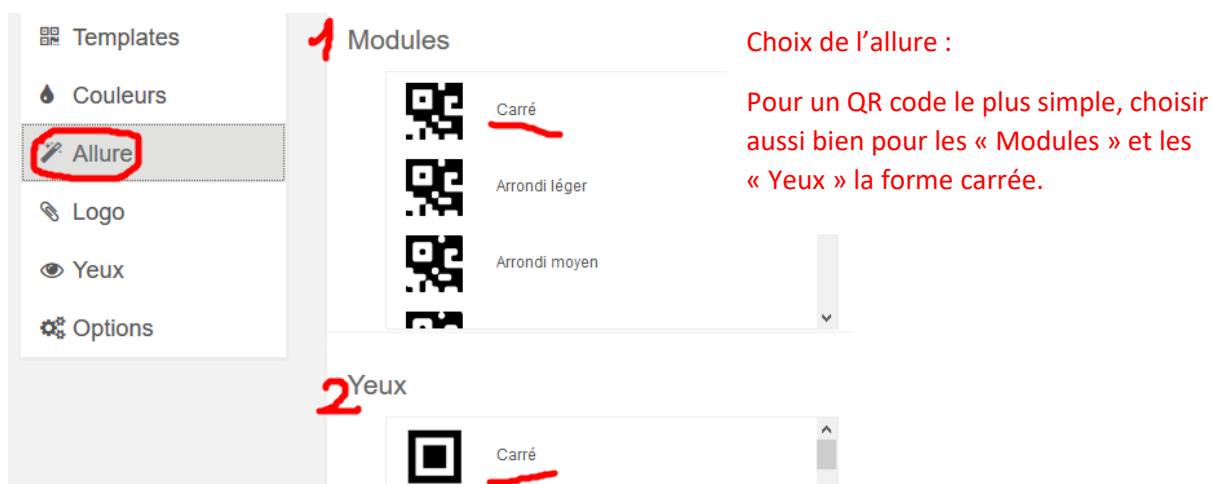 Templates
Couleurs
Allure
Logo
Yeux
Options
1 Modules
Carré
Arrondi léger
Arrondi moyen
2 Yeux
Carré
Choix de l’allure :
Pour un QR code le plus simple, choisir
aussi bien pour les « Modules » et les
« Yeux » la forme carrée.